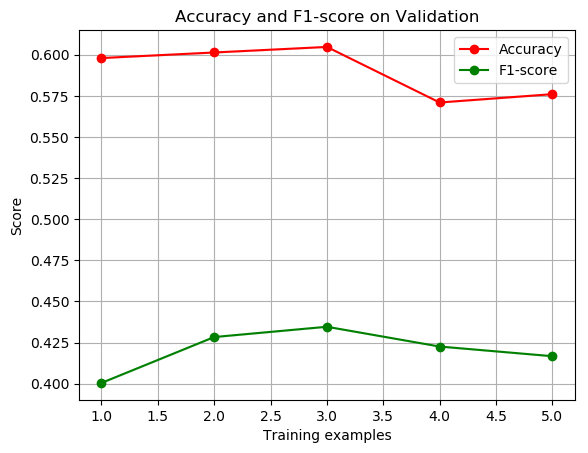 Accuracy and F1-score on Validation
Accuracy
F1-score
0.600
0.575
0.550
0.525
0.500
0.475
0.450
0.425
0.400
Score
1.0 1.5 2.0 2.5 3.0 3.5 4.0 4.5 5.0
Training examples